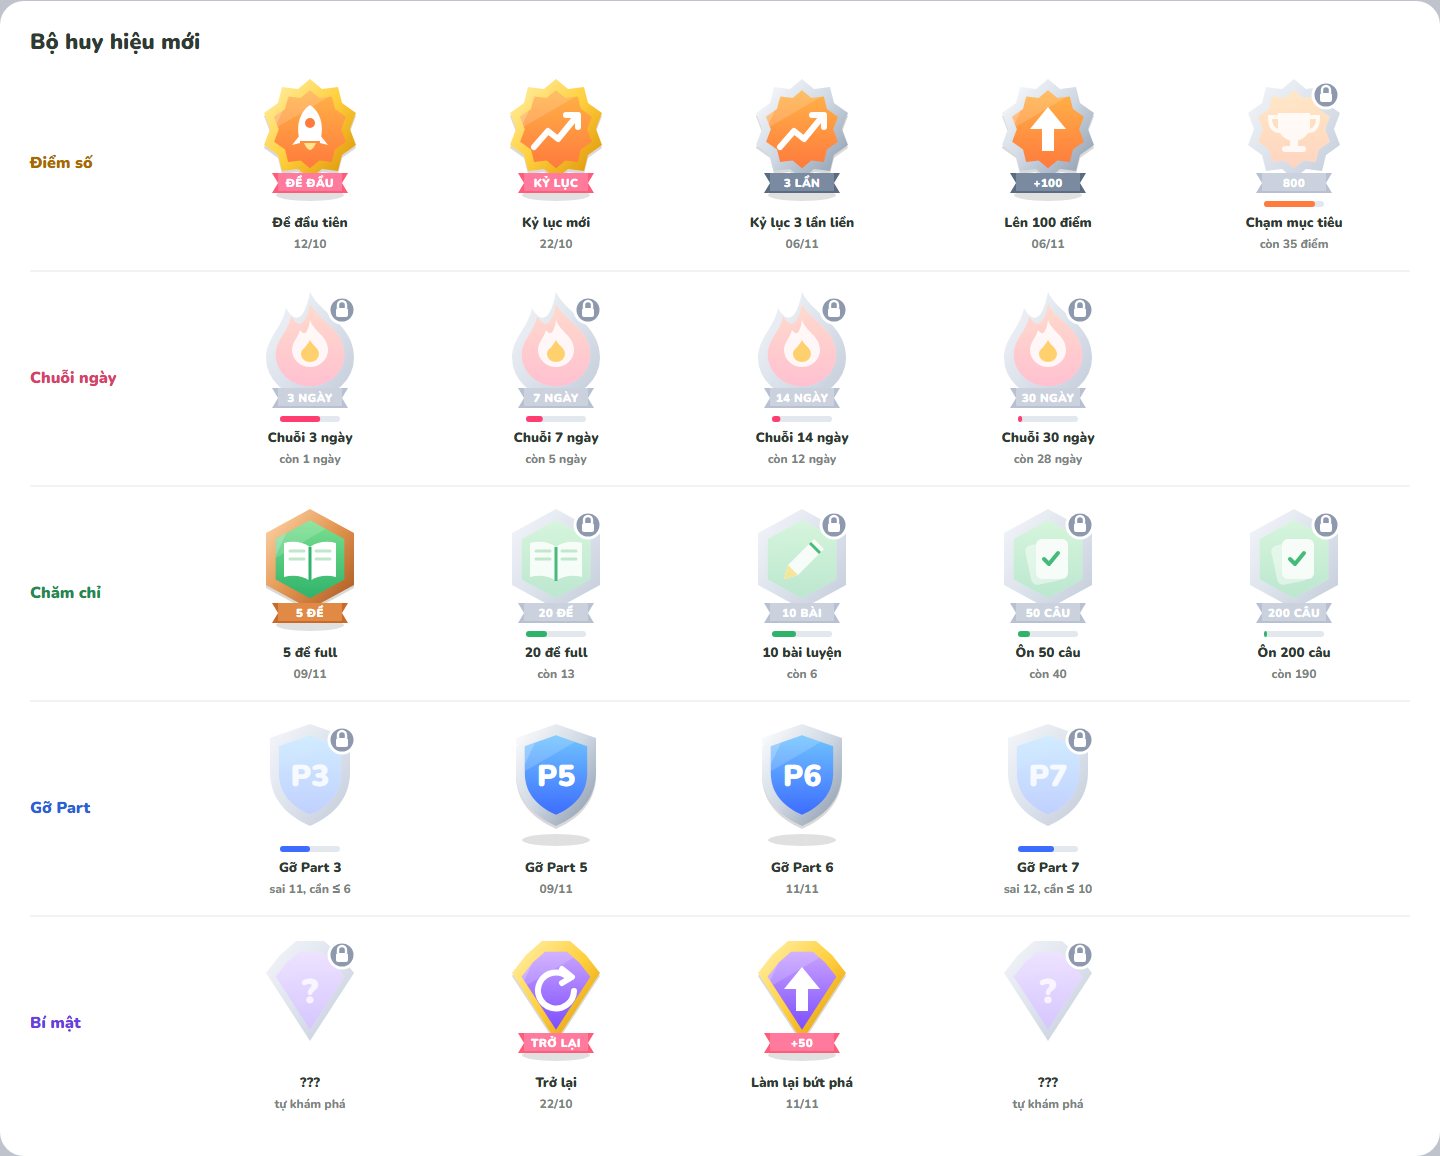 Bộ huy hiệu mới
Điểm số
ĐỀ ĐẦU
Đề đầu tiên
12/10
KỶ LỤC
Kỷ lục mới
22/10
3 LẦN
Kỷ lục 3 lần liền
06/11
+100
Lên 100 điểm
06/11
800
Chạm mục tiêu
còn 35 điểm
Chuỗi ngày
3 NGÀY
Chuỗi 3 ngày
còn 1 ngày
7 NGÀY
Chuỗi 7 ngày
còn 5 ngày
14 NGÀY
Chuỗi 14 ngày
còn 12 ngày
30 NGÀY
Chuỗi 30 ngày
còn 28 ngày
Chăm chỉ
5 ĐỀ
5 đề full
09/11
20 ĐỀ
20 đề full
còn 13
10 BÀI
10 bài luyện
còn 6
50 CÂU
Ôn 50 câu
còn 40
200 CÂU
Ôn 200 câu
còn 190
Gỡ Part
P3
Gỡ Part 3
sai 11, cần ≤ 6
P5
Gỡ Part 5
09/11
P6
Gỡ Part 6
11/11
P7
Gỡ Part 7
sai 12, cần ≤ 10
Bí mật
?
???
tự khám phá
TRỞ LẠI
Trở lại
22/10
+50
Làm lại bứt phá
11/11
?
???
tự khám phá